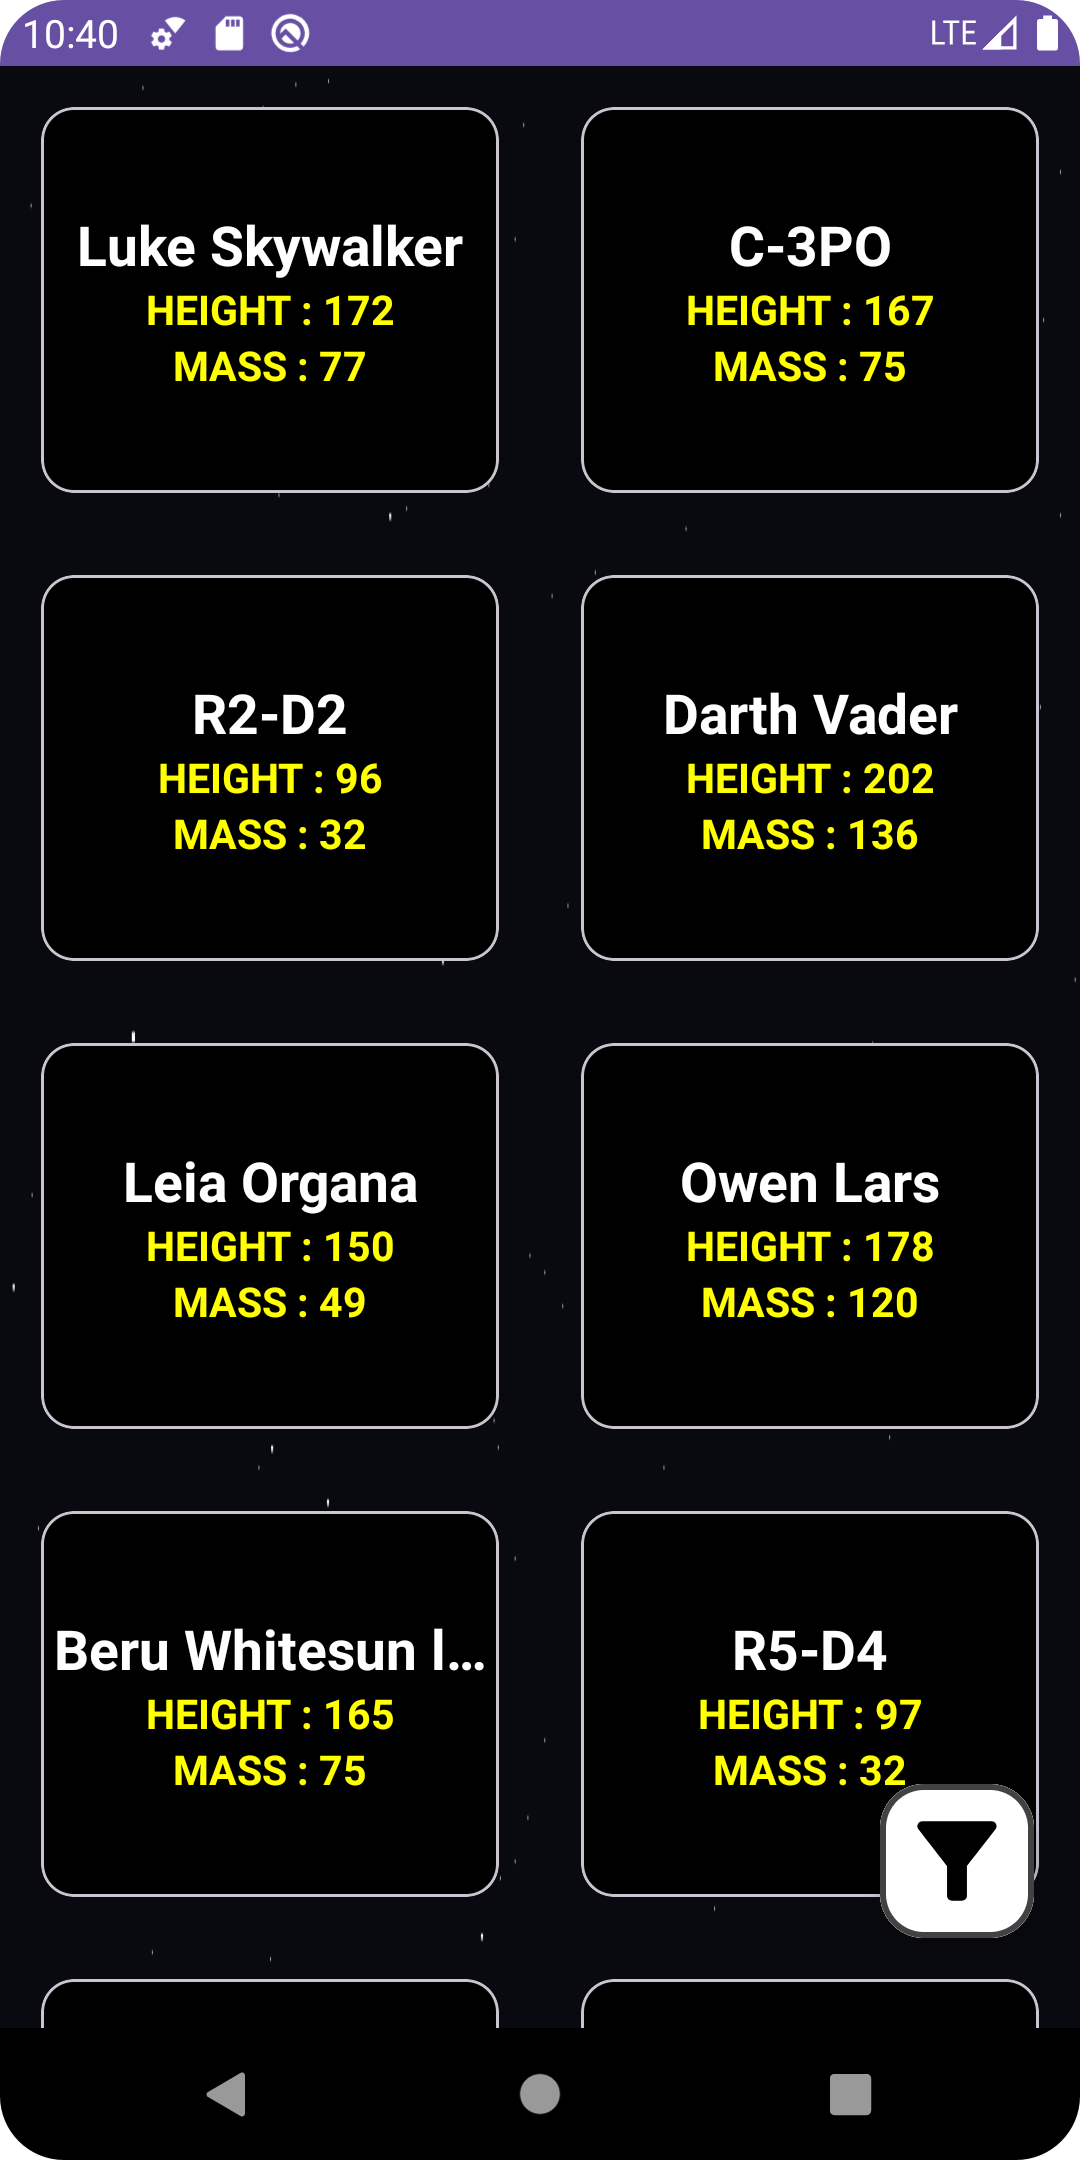 10:40 LTE
Luke Skywalker
HEIGHT : 172
MASS : 77
C-3PO
HEIGHT : 167
MASS : 75
R2-D2
HEIGHT : 96
MASS : 32
Darth Vader
HEIGHT : 202
MASS : 136
Leia Organa
HEIGHT : 150
MASS : 49
Owen Lars
HEIGHT : 178
MASS : 120
Beru Whitesun l...
HEIGHT : 165
MASS : 75
R5-D4
HEIGHT : 97
MASS : 32